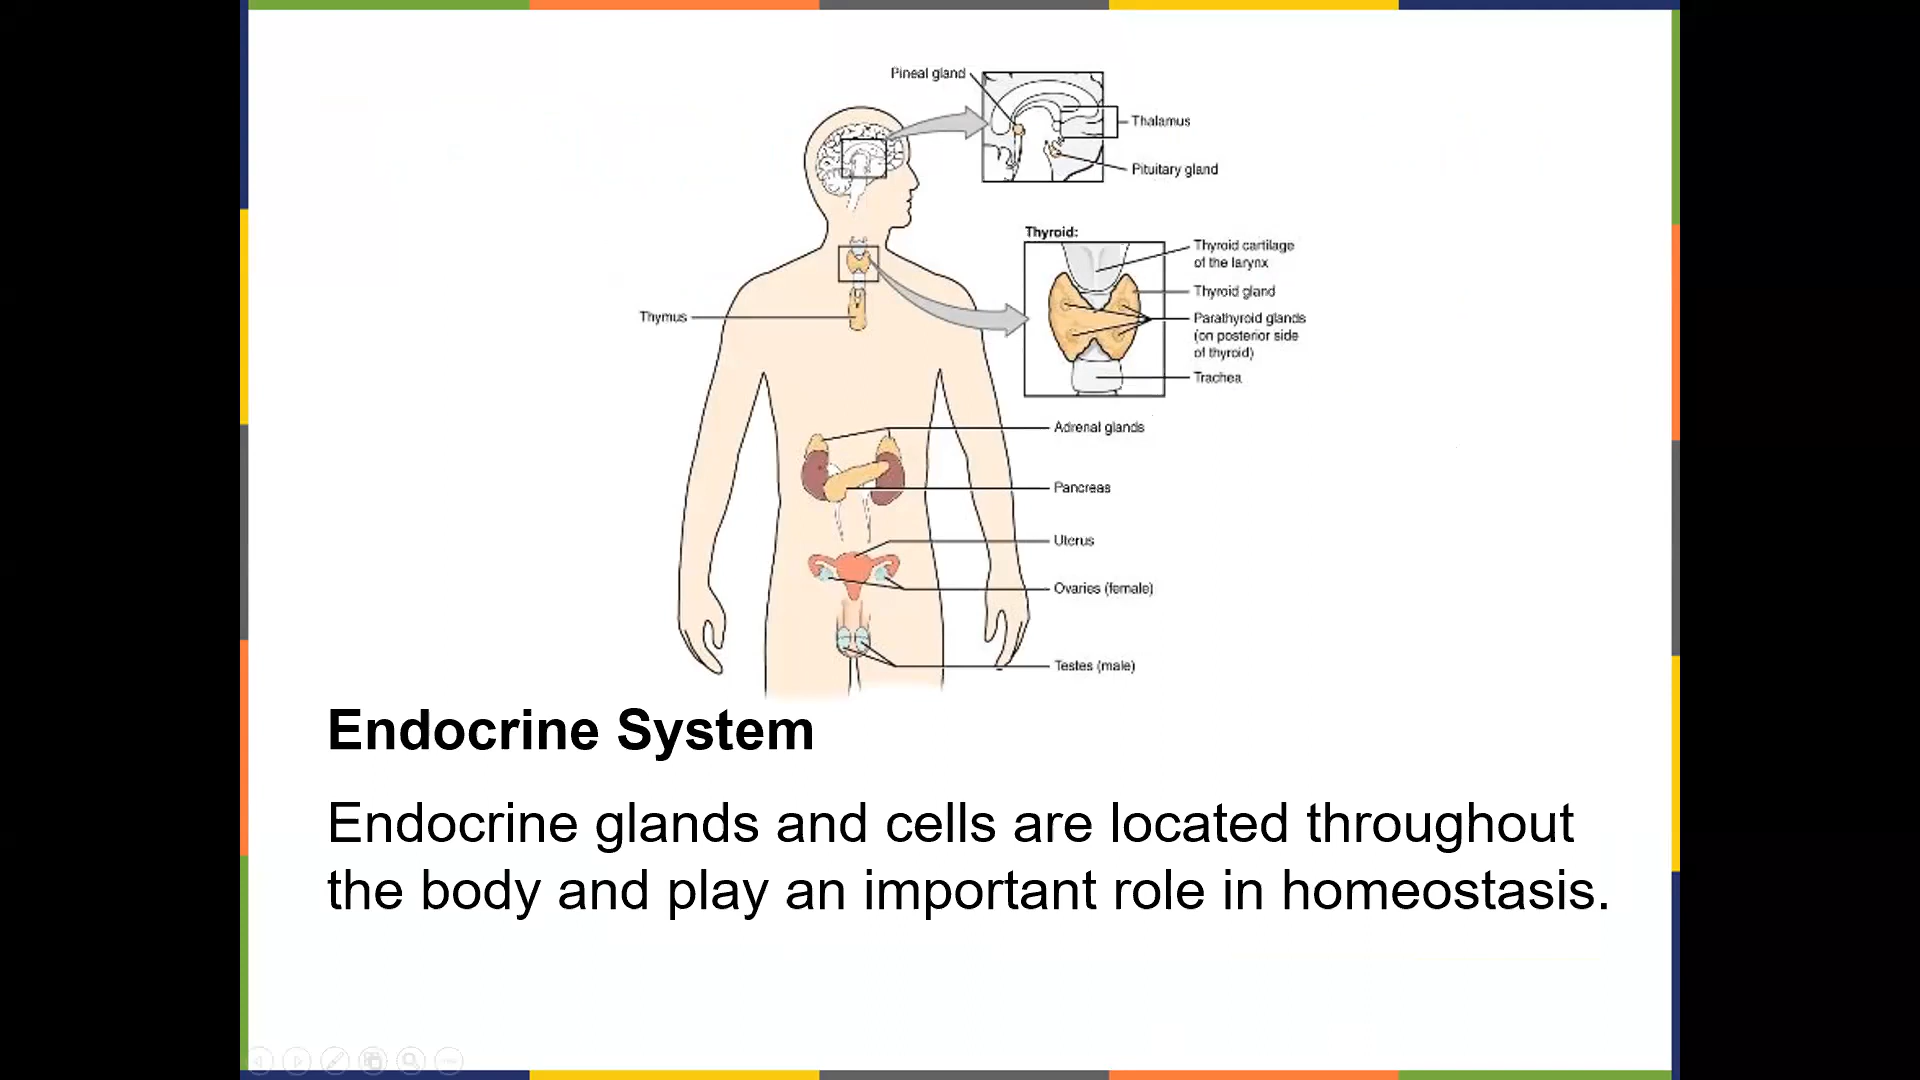 Pineal gland
Thalamus
Pituitary gland
Thyroid:
Thyroid cartilage
of the larynx
Thyroid gland
Parathyroid glands
(on posterior side
of thyroid)
Trachea
Thymus
Adrenal glands
Pancreas
Uterus
Ovaries (female)
Testes (male)
Endocrine System
Endocrine glands and cells are located throughout
the body and play an important role in homeostasis.